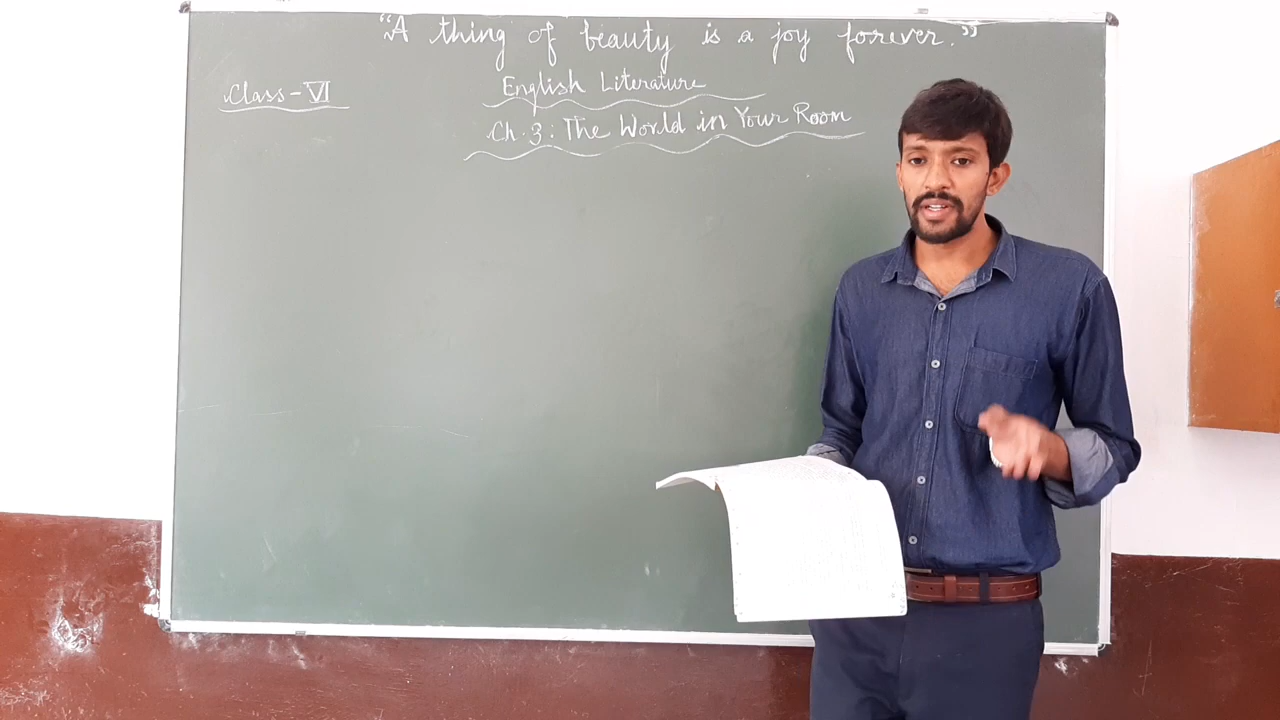 "A thing of beauty is a joy forever."
English Literature
Class - VI
Ch. 3: The World in Your Room